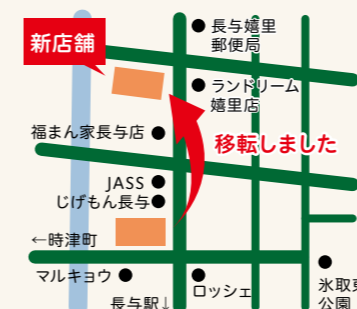 長与嬉里
郵便局
新店舗
ランドリーム
嬉里店
福まん家長与店
移転しました
JASS
じげもん長与
←時津町
マルキョウ
ロッシェ
氷取東
公園
長与駅↓